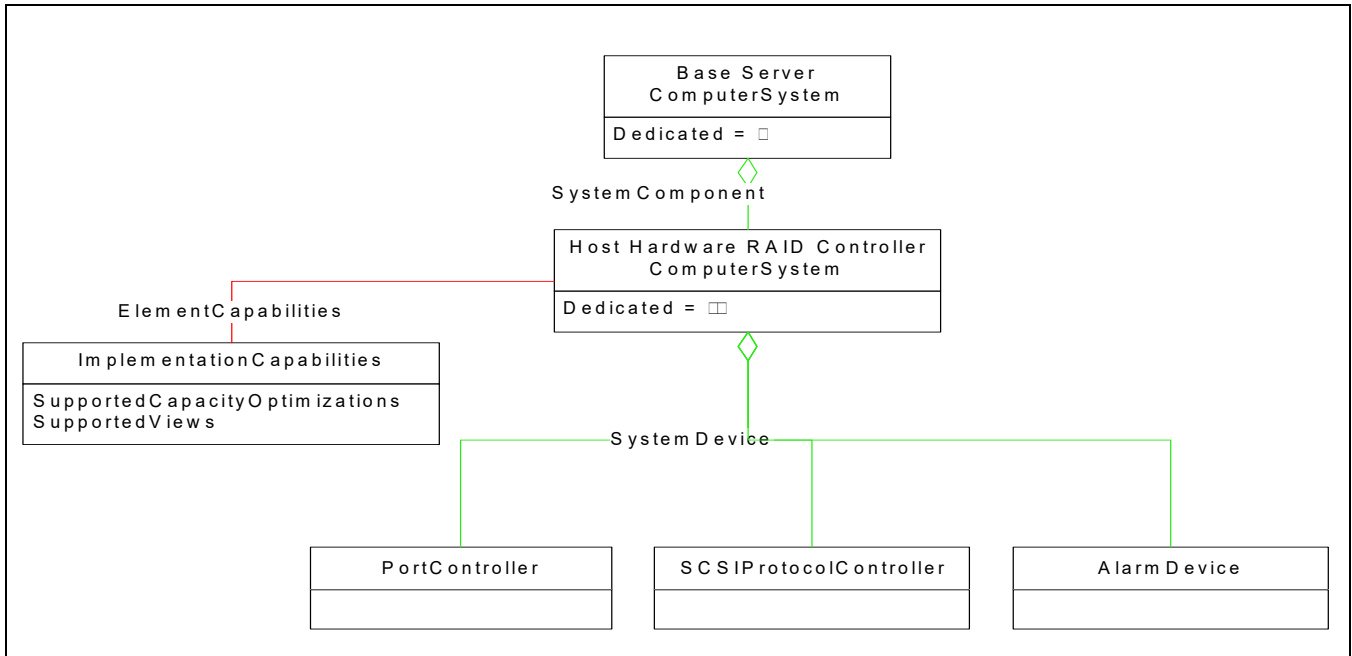 Base Server
ComputerSystem
Dedicated =
SystemComponent
Host Hardware RAID Controller
ComputerSystem
Dedicated =
ElementCapabilities
ImplementationCapabilities
SupportedCapacityOptimizations
SupportedViews
SystemDevice
PortController
SCSIProtocolController
AlarmDevice